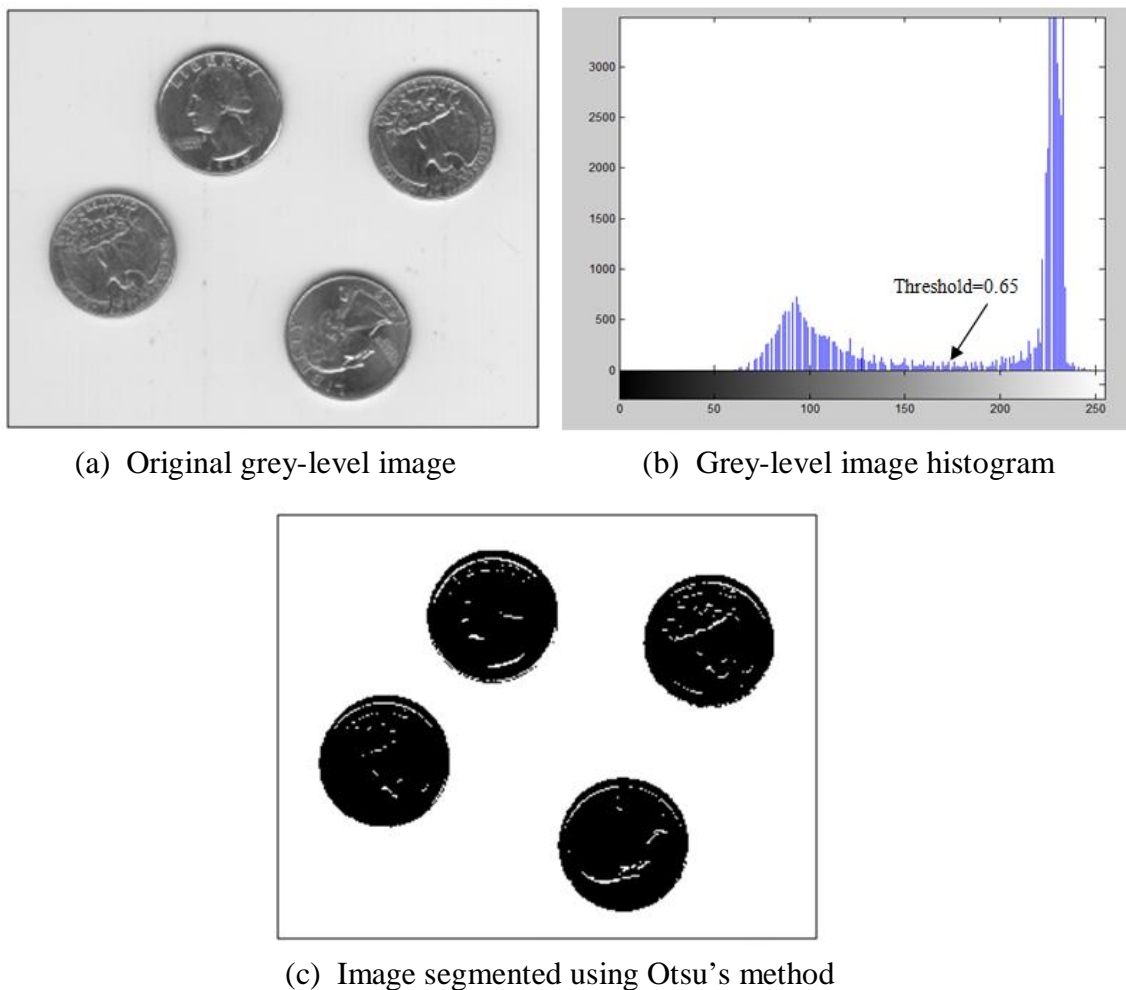 LIBERTY
3000
2500
2000
1500
1000
500
0
Threshold=0.65
0 50 100 150 200 250
(a) Original grey-level image
(b) Grey-level image histogram
(c) Image segmented using Otsu’s method